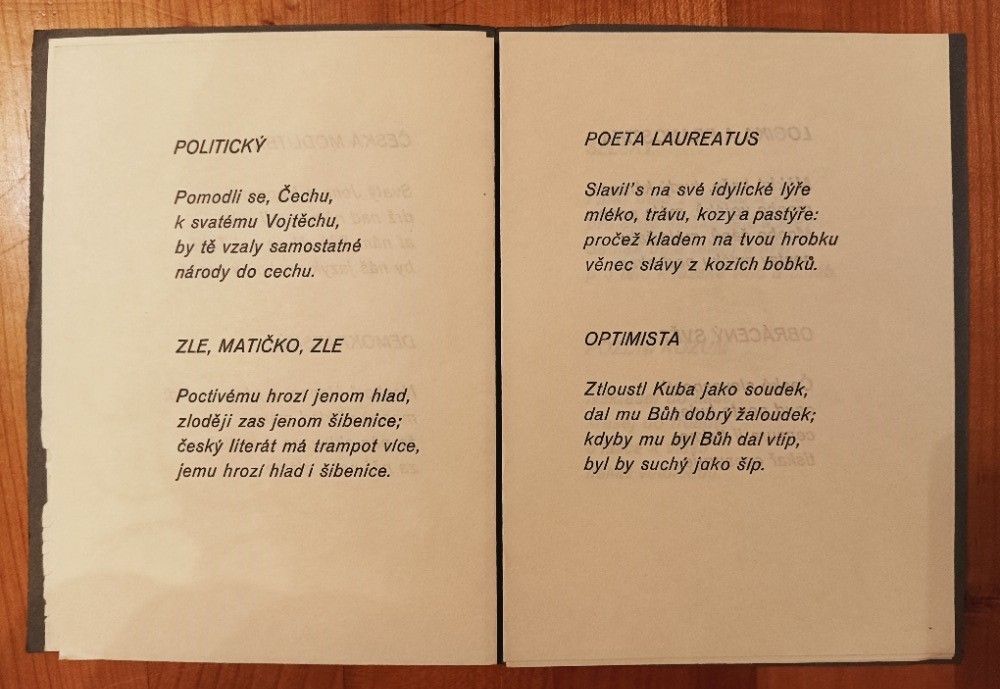 POLITICKÝ
Pomodli se, Čechu,
k svatému Vojtěchu,
by tě vzaly samostatné
národy do cechu.
ZLE, MATIČKO, ZLE
Poctivému hrozí jenom hlad,
zloději zas jenom šibenice;
český literát má trampot více,
jemu hrozí hlad i šibenice.
POETA LAUREATUS
Slavil's na své idylické lýře
mléko, trávu, kozy a pastýře:
pročež kladem na tvou hrobku
věnec slávy z kozích bobků.
OPTIMISTA
Ztloustl Kuba jako soudek,
dal mu Bůh dobrý žaloudek;
kdyby mu byl Bůh dal vtip,
byl by suchý jako šíp.